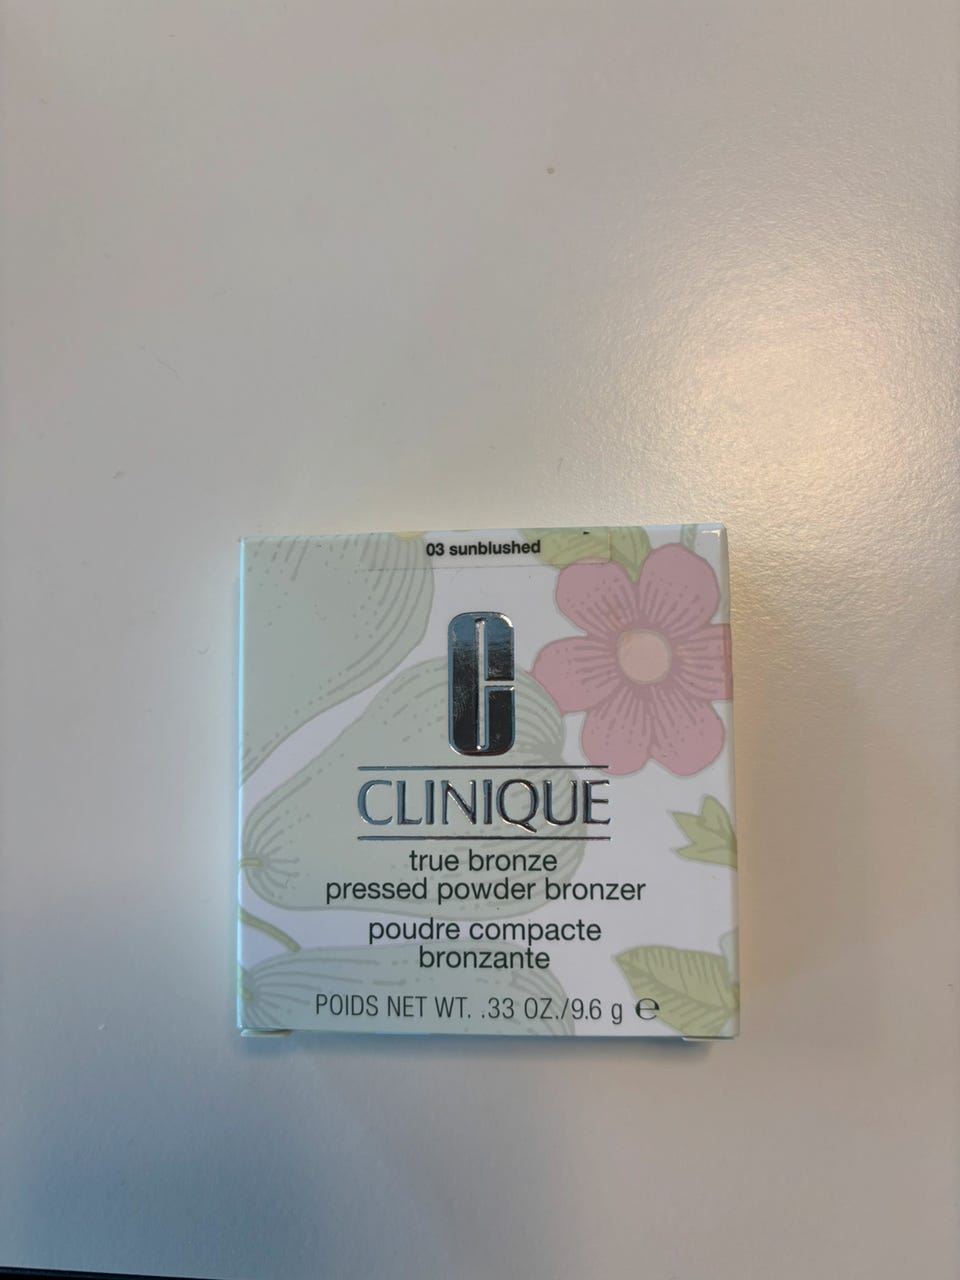 03 sunblushed
CLINIQUE
true bronze
pressed powder bronzer
poudre compacte
bronzante
POIDS NET WT. .33 OZ./9.6 g ℮